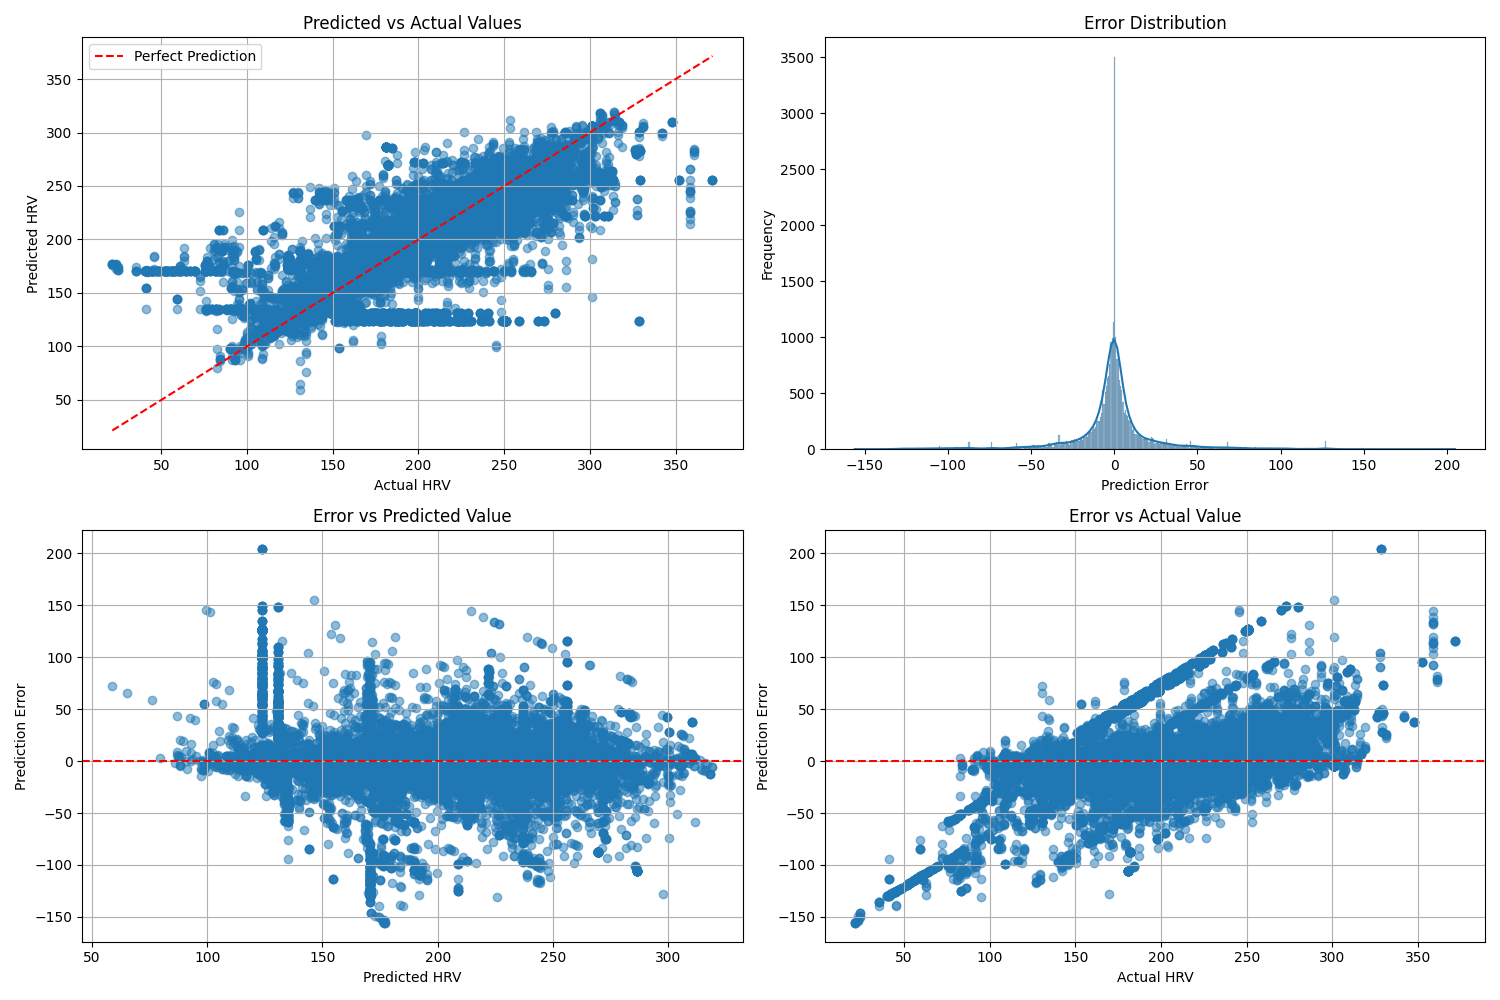 Predicted vs Actual Values
Perfect Prediction
350
300
250
200
150
100
50
Predicted HRV
50 100 150 200 250 300 350
Actual HRV
Error Distribution
3500
3000
2500
2000
1500
1000
500
0
Frequency
−150 −100 −50 0 50 100 150 200
Prediction Error
Error vs Predicted Value
200
150
100
50
0
−50
−100
−150
Prediction Error
50 100 150 200 250 300
Predicted HRV
Error vs Actual Value
200
150
100
50
0
−50
−100
−150
Prediction Error
50 100 150 200 250 300 350
Actual HRV